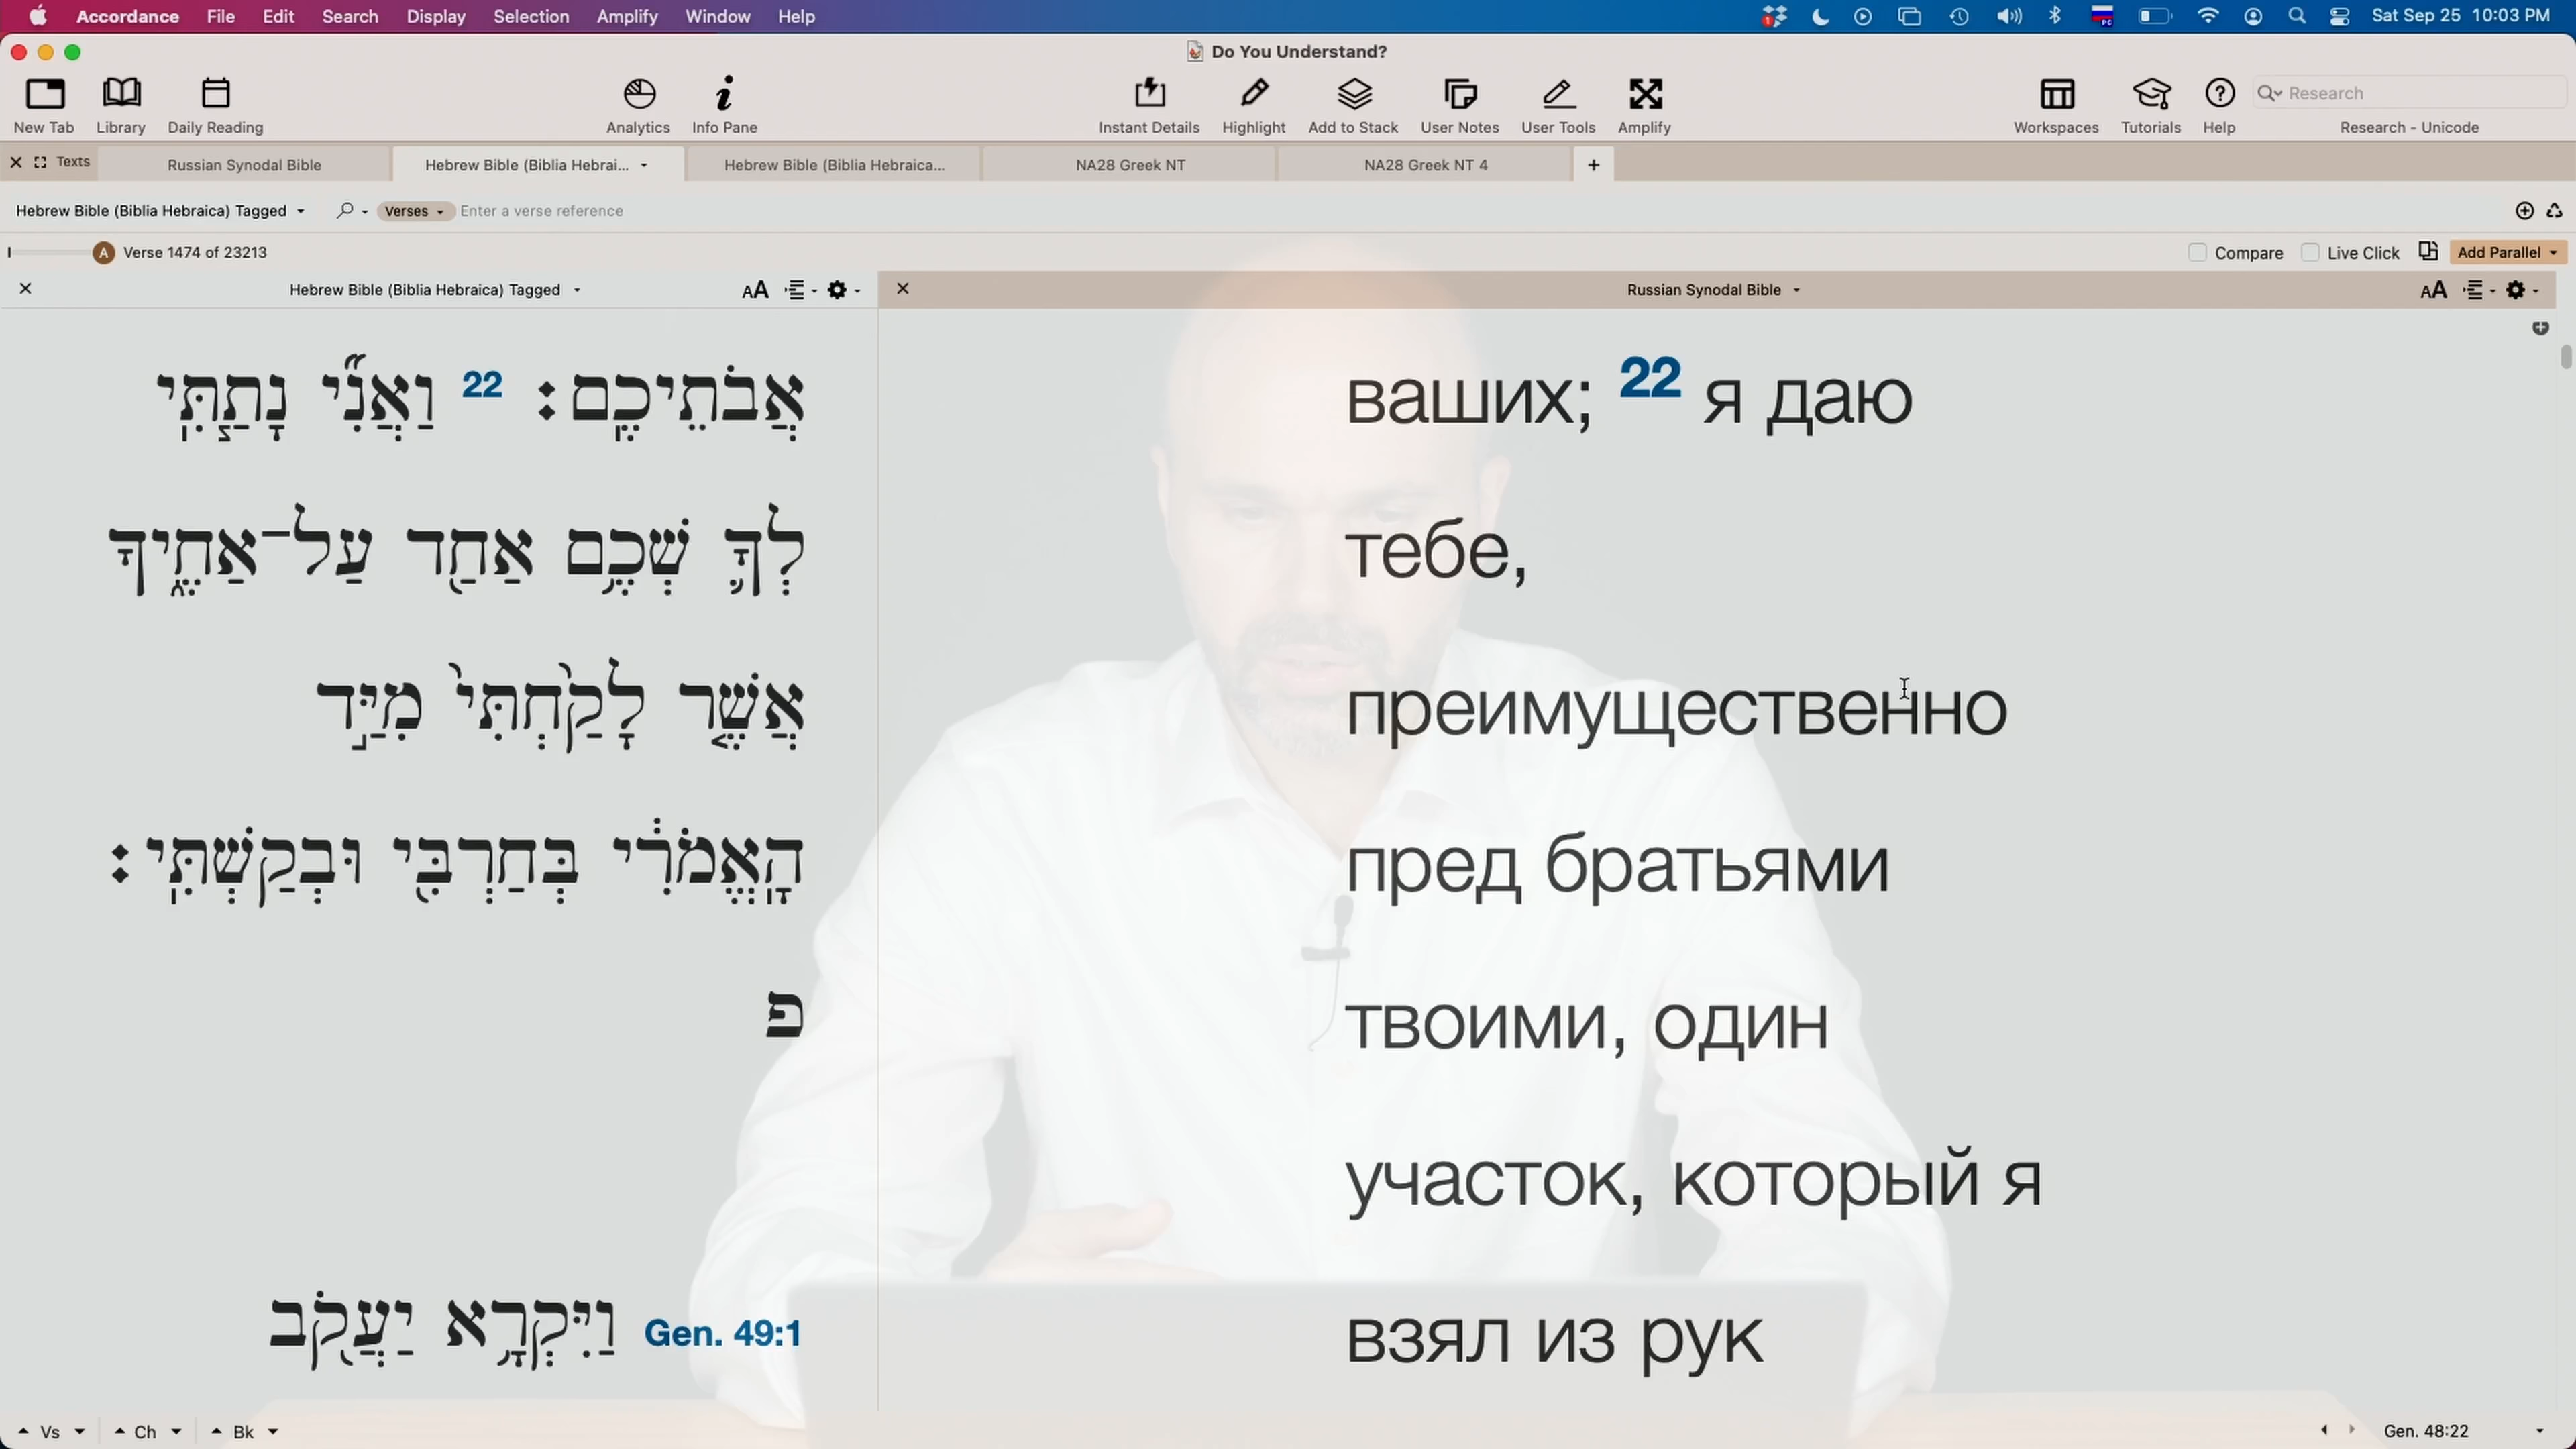 Accordance File Edit Search Display Selection Amplify Window Help Sat Sep 25 10:03 PM
Do You Understand?
New Tab Library Daily Reading Analytics Info Pane Instant Details Highlight Add to Stack User Notes User Tools Amplify Workspaces Tutorials Help Research
Research - Unicode
Texts Russian Synodal Bible Hebrew Bible (Biblia Hebrai... Hebrew Bible (Biblia Hebraica... NA28 Greek NT NA28 Greek NT 4 +
Hebrew Bible (Biblia Hebraica) Tagged Verses Enter a verse reference
A Verse 1474 of 23213 Compare Live Click Add Parallel
Hebrew Bible (Biblia Hebraica) Tagged AA
אֲבֹתֵיכֶֽם׃ 22 וַאֲנִ֞י נָתַ֧תִּֽי
לְךָ֛ שְׁכֶ֥ם אַחַ֖ד עַל־אַחֶ֑יךָ
אֲשֶׁ֤ר לָקַ֙חְתִּי֙ מִיַּ֣ד
הָֽאֱמֹרִ֔י בְּחַרְבִּ֖י וּבְקַשְׁתִּֽי׃
פ
Gen. 49:1 וַיִּקְרָ֥א יַעֲקֹ֖ב
Russian Synodal Bible AA
ваших; 22 я даю
тебе,
преимущественно
пред братьями
твоими, один
участок, который я
взял из рук
Vs Ch Bk Gen. 48:22